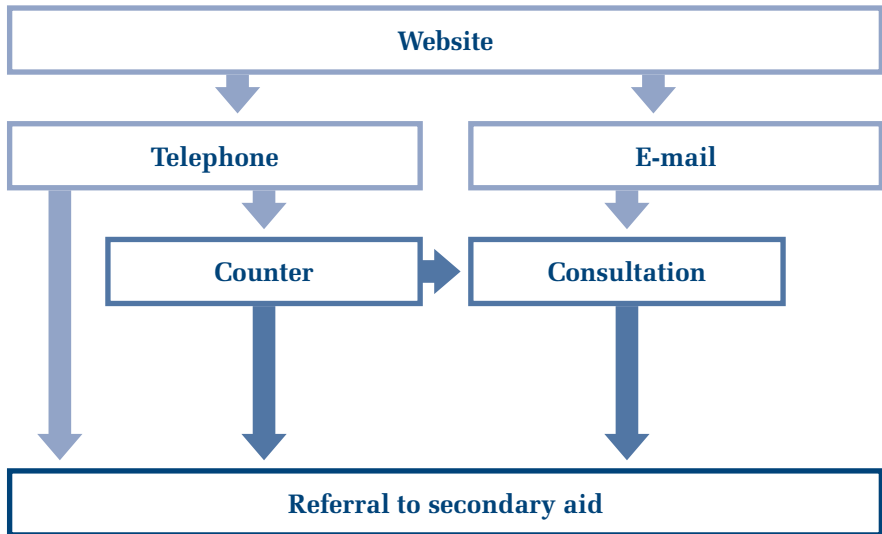 Website
Telephone
E-mail
Counter
Consultation
Referral to secondary aid